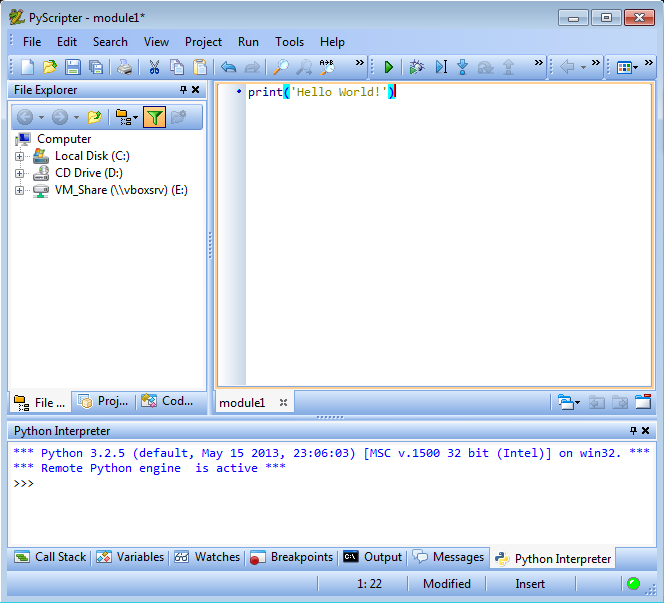 PyScripter - module1*
File Edit Search View Project Run Tools Help
File Explorer
Computer
Local Disk (C:)
CD Drive (D:)
VM_Share (\\vboxsrv) (E:)
print('Hello World!')
File ... Proj... Cod...
module1
Python Interpreter
*** Python 3.2.5 (default, May 15 2013, 23:06:03) [MSC v.1500 32 bit (Intel)] on win32. ***
*** Remote Python engine  is active ***
>>>
Call Stack Variables Watches Breakpoints Output Messages Python Interpreter
1: 22 Modified Insert